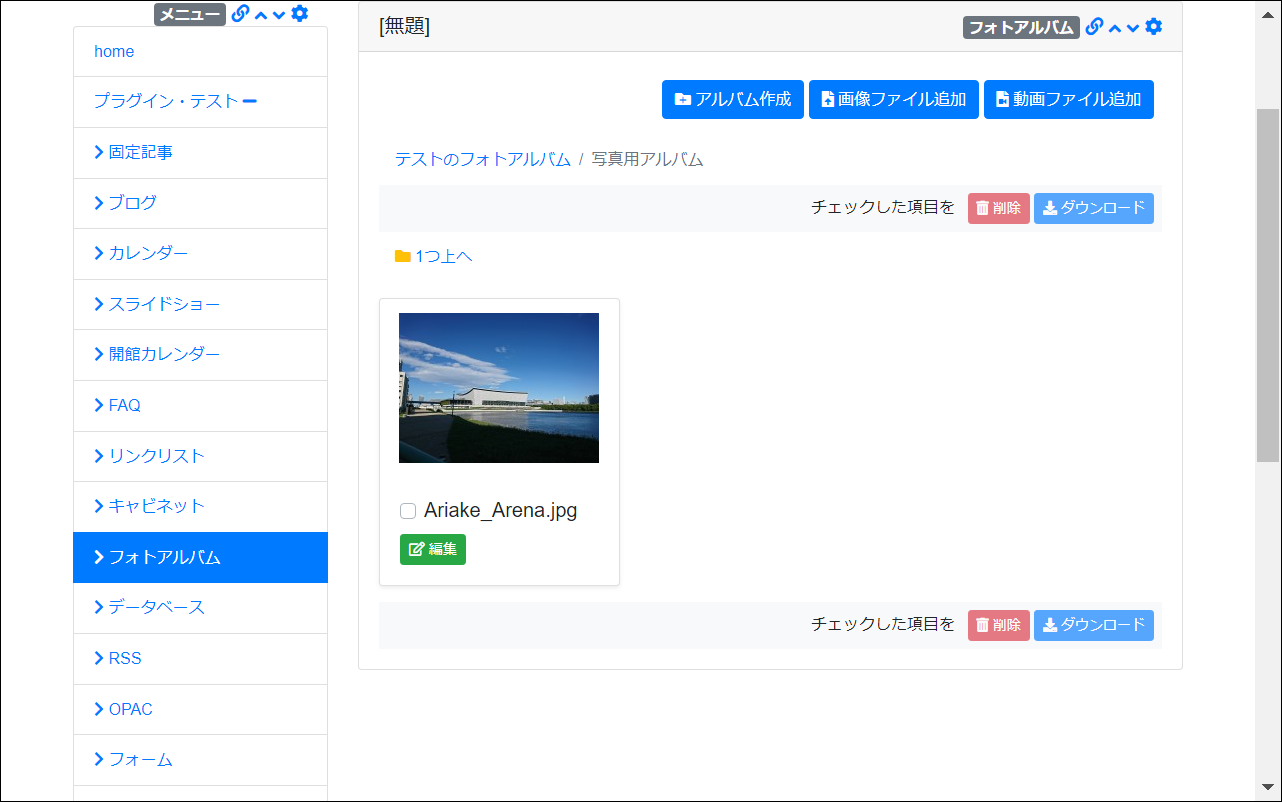 メニュー
home
プラグイン・テスト
固定記事
ブログ
カレンダー
スライドショー
開館カレンダー
FAQ
リンクリスト
キャビネット
フォトアルバム
データベース
RSS
OPAC
フォーム
[無題]
フォトアルバム
アルバム作成 画像ファイル追加 動画ファイル追加
テストのフォトアルバム / 写真用アルバム
チェックした項目を 削除 ダウンロード
1つ上へ
Ariake_Arena.jpg
編集
チェックした項目を 削除 ダウンロード